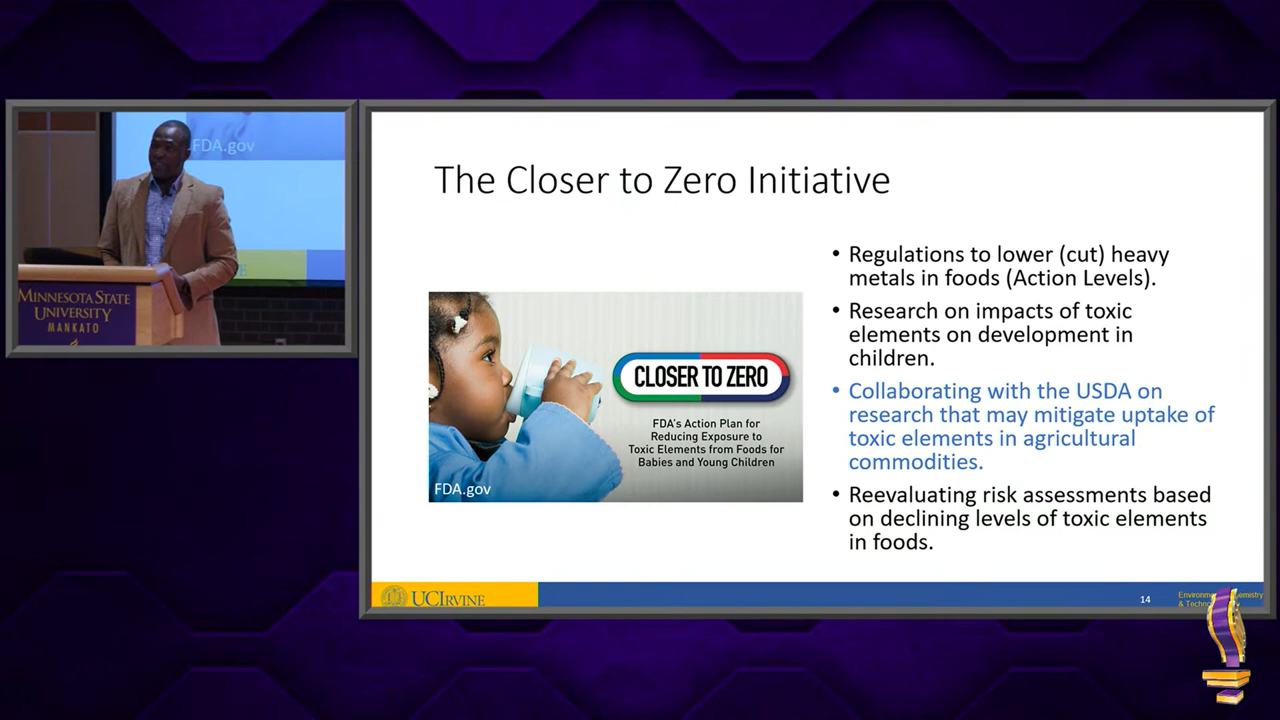 FDA.gov
MINNESOTA STATE
UNIVERSITY
MANKATO
The Closer to Zero Initiative
CLOSER TO ZERO
FDA's Action Plan for
Reducing Exposure to
Toxic Elements from Foods for
Babies and Young Children
FDA.gov
• Regulations to lower (cut) heavy
metals in foods (Action Levels).
• Research on impacts of toxic
elements on development in
children.
• Collaborating with the USDA on
research that may mitigate uptake of
toxic elements in agricultural
commodities.
• Reevaluating risk assessments based
on declining levels of toxic elements
in foods.
UCIRVINE
14